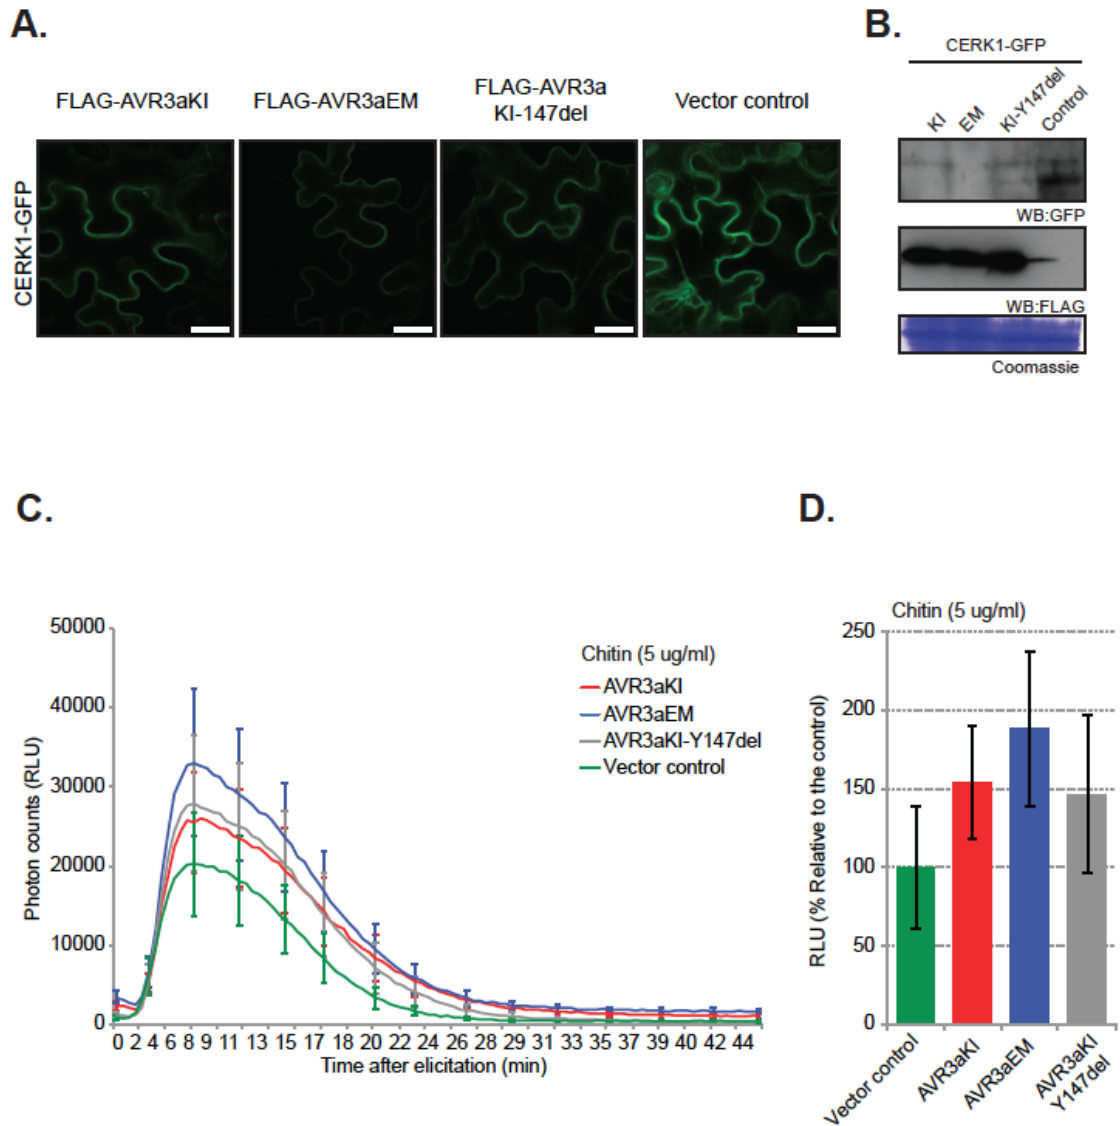 A.
FLAG-AVR3aKI
FLAG-AVR3aEM
FLAG-AVR3a
KI-147del
Vector control
CERK1-GFP
B.
CERK1-GFP
KI
EM
KI-Y147del
Control
WB:GFP
WB:FLAG
Coomassie
C.
50000
40000
30000
20000
10000
0
Photon counts (RLU)
Chitin (5 ug/ml)
AVR3aKI
AVR3aEM
AVR3aKI-Y147del
Vector control
0 2 4 6 8 9 11 13 15 17 18 20 22 24 26 28 29 31 33 35 36 38 40 42 44
Time after elicitation (min)
D.
Chitin (5 ug/ml)
250
200
150
100
50
0
RLU (% Relative to the control)
Vector control
AVR3aKI
AVR3aEM
AVR3aKI
Y147del